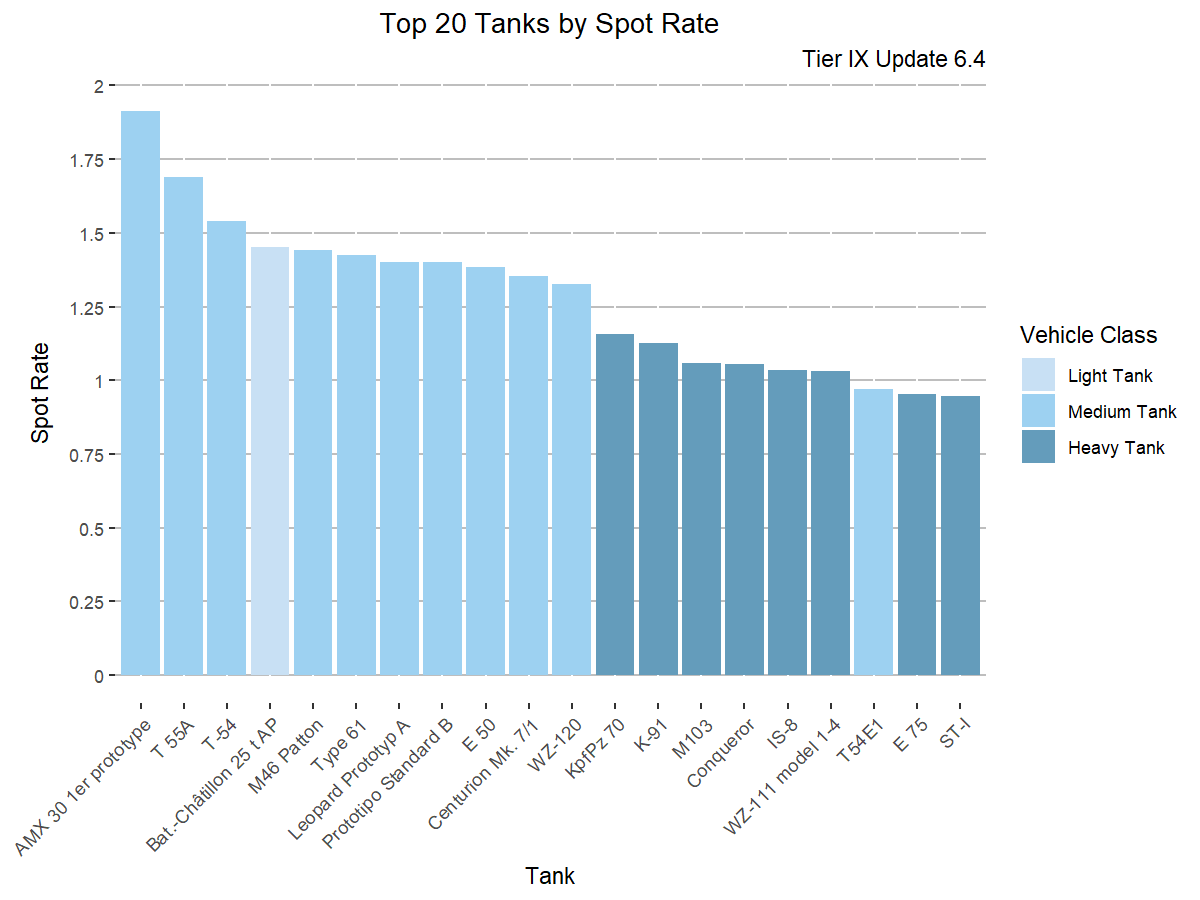 Top 20 Tanks by Spot Rate
Tier IX Update 6.4
2
1.75
1.5
1.25
1
0.75
0.5
0.25
0
Spot Rate
AMX 30 1er prototype
T 55A
T-54
Bat.-Châtillon 25 t AP
M46 Patton
Type 61
Leopard Prototyp A
Prototipo Standard B
E 50
Centurion Mk. 7/1
WZ-120
KpfPz 70
K-91
M103
Conqueror
IS-8
WZ-111 model 1-4
T54E1
E 75
ST-I
Tank
Vehicle Class
Light Tank
Medium Tank
Heavy Tank